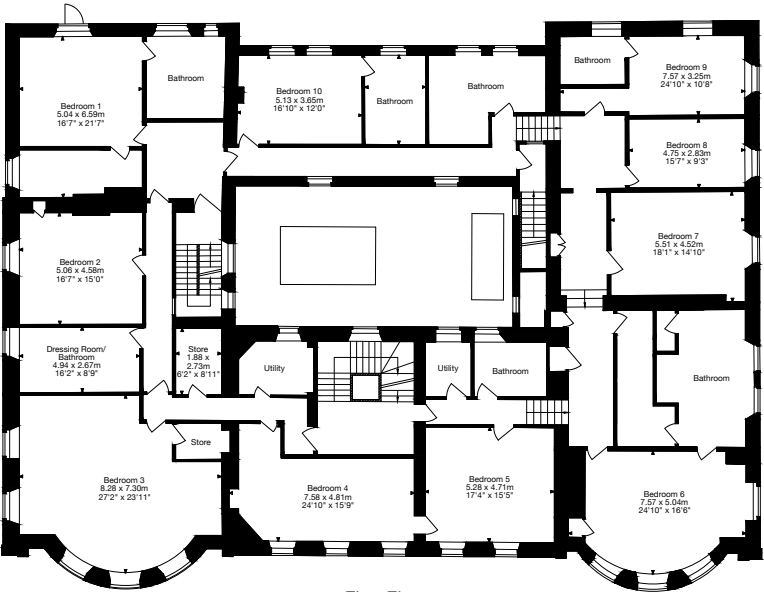 Bedroom 1
5.04 x 6.59m
16'7" x 21'7"
Bathroom
Bedroom 10
5.13 x 3.65m
16'10" x 12'0"
Bathroom
Bathroom
Bathroom
Bedroom 9
7.57 x 3.25m
24'10" x 10'8"
Bedroom 8
4.75 x 2.83m
15'7" x 9'3"
Bedroom 7
5.51 x 4.52m
18'1" x 14'10"
Bedroom 2
5.06 x 4.58m
16'7" x 15'0"
Dressing Room/
Bathroom
4.94 x 2.67m
16'2" x 8'9"
Store
1.88 x
2.73m
6'2" x 8'11"
Utility
Utility
Bathroom
Bathroom
Store
Bedroom 3
8.28 x 7.30m
27'2" x 23'11"
Bedroom 4
7.58 x 4.81m
24'10" x 15'9"
Bedroom 5
5.28 x 4.71m
17'4" x 15'5"
Bedroom 6
7.57 x 5.04m
24'10" x 16'6"